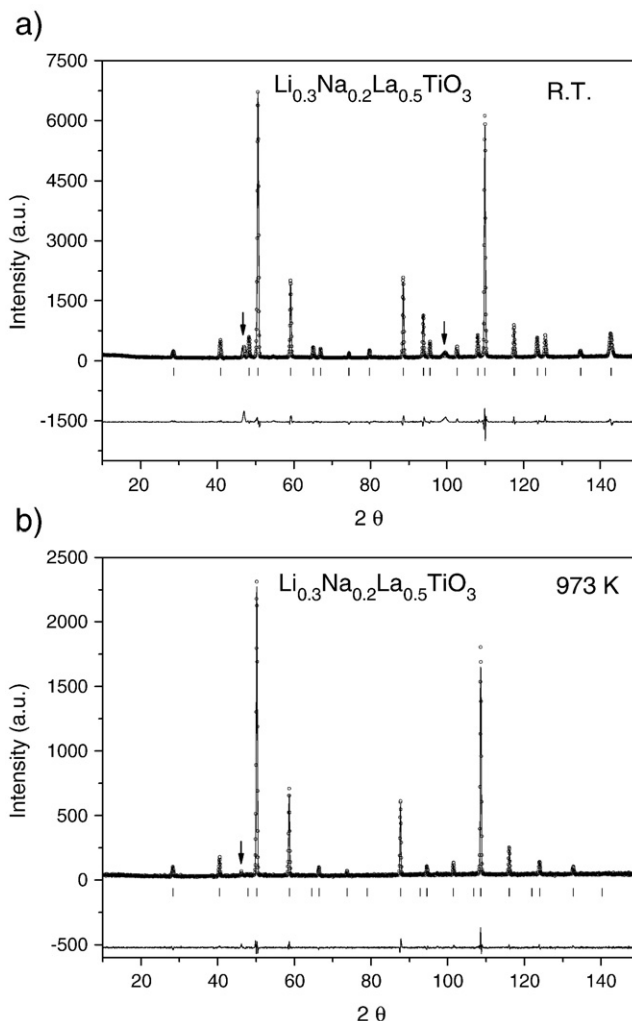 a)
Li0.3Na0.2La0.5TiO3
R.T.
Intensity (a.u.)
7500
6000
4500
3000
1500
0
-1500
20 40 60 80 100 120 140
2 θ
b)
Li0.3Na0.2La0.5TiO3
973 K
Intensity (a.u.)
2500
2000
1500
1000
500
0
-500
20 40 60 80 100 120 140
2 θ